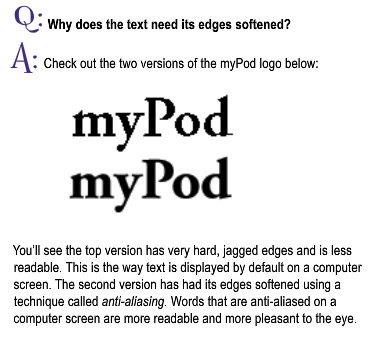 Q: Why does the text need its edges softened?
A: Check out the two versions of the myPod logo below:
myPod
myPod
You'll see the top version has very hard, jagged edges and is less
readable. This is the way text is displayed by default on a computer
screen. The second version has had its edges softened using a
technique called anti-aliasing. Words that are anti-aliased on a
computer screen are more readable and more pleasant to the eye.